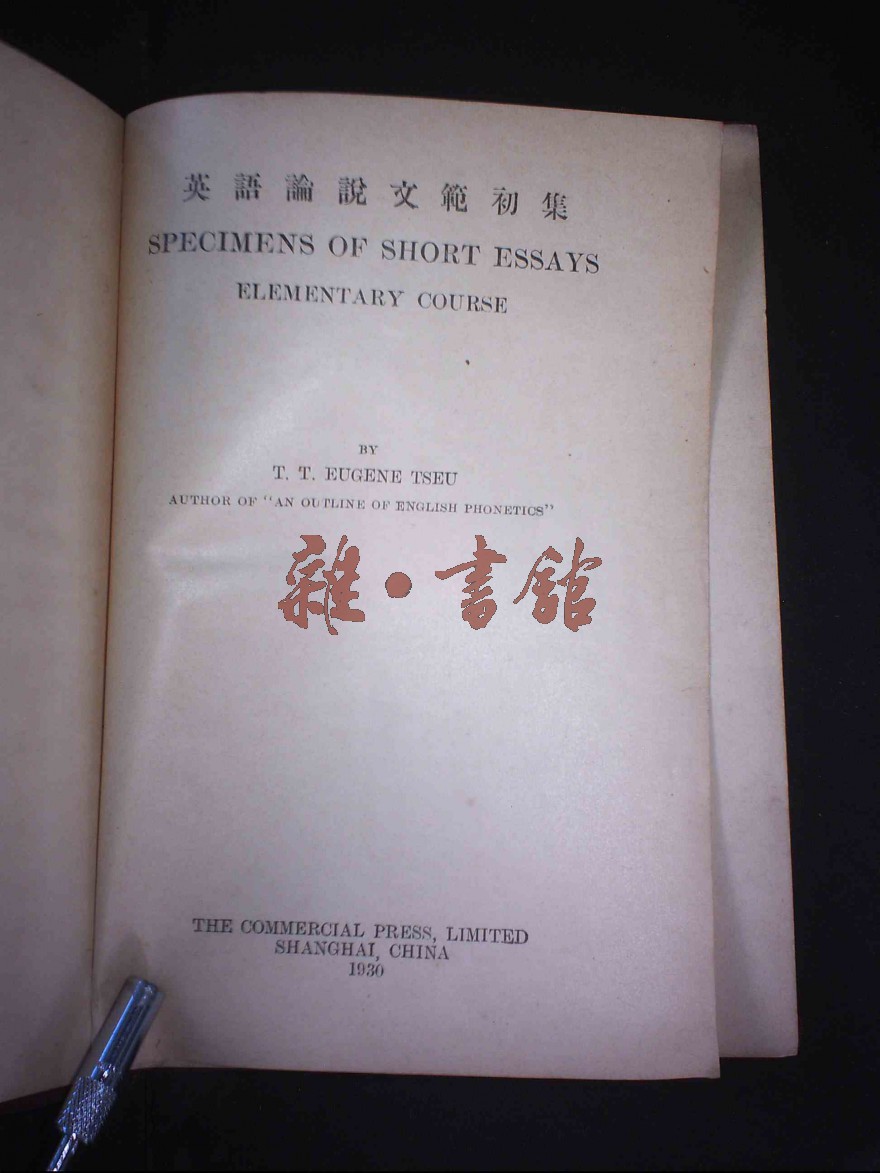 英語論說文範初集
SPECIMENS OF SHORT ESSAYS
ELEMENTARY COURSE
BY
T. T. EUGENE TSEU
AUTHOR OF "AN OUTLINE OF ENGLISH PHONETICS"
雜·書館
THE COMMERCIAL PRESS, LIMITED
SHANGHAI, CHINA
1930